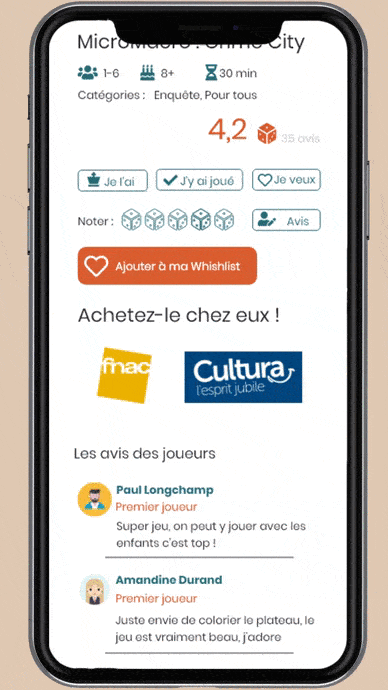 MicroMacro : Crime City
1-6 8+ 30 min
Catégories : Enquête, Pour tous
4,2 35 avis
Je l'ai J'y ai joué Je veux
Noter : Avis
Ajouter à ma Whishlist
Achetez-le chez eux !
fnac Cultura
l'esprit jubile
Les avis des joueurs
Paul Longchamp
Premier joueur
Super jeu, on peut y jouer avec les
enfants c'est top !
Amandine Durand
Premier joueur
Juste envie de colorier le plateau, le
jeu est vraiment beau, j'adore